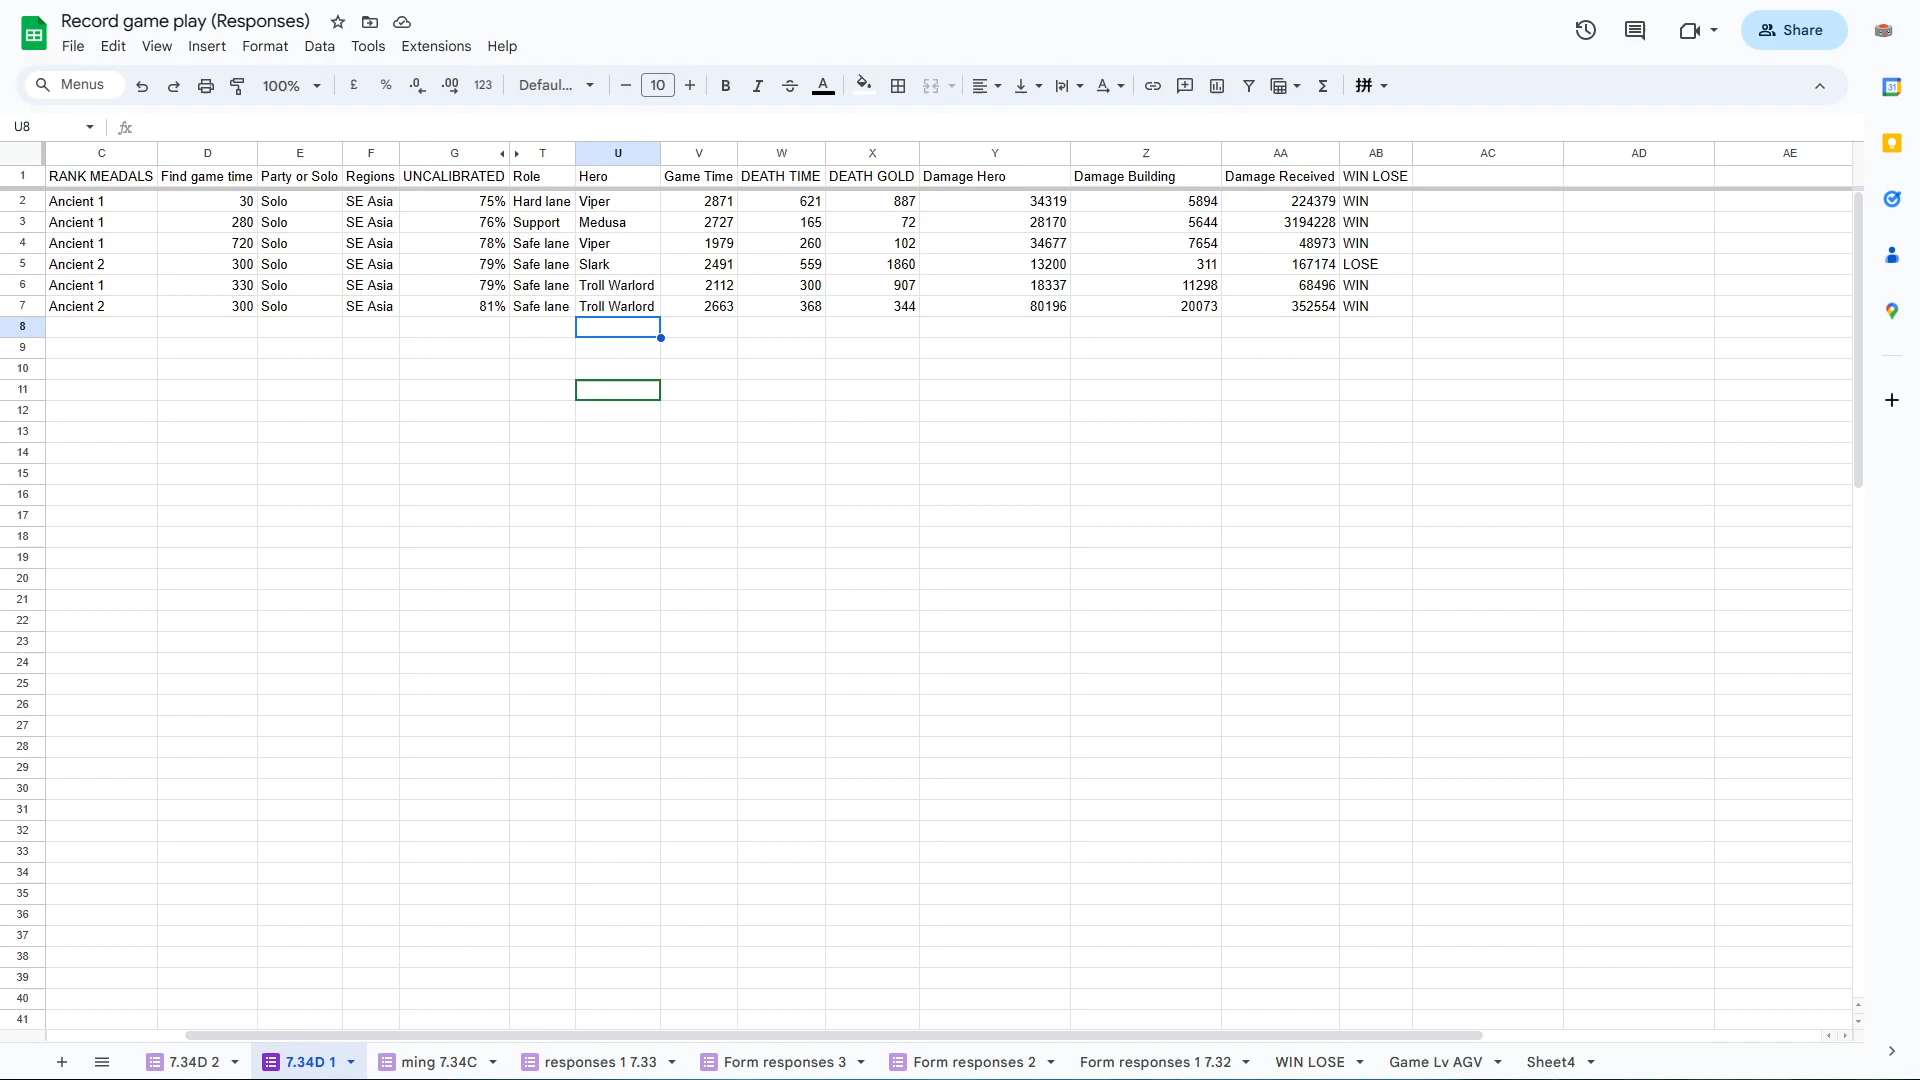 Record game play (Responses)
File Edit View Insert Format Data Tools Extensions Help
Share
Menus 100% £ % .0 .00 123 Defaul... 10 B I A
U8 fx
C D E F G T U V W X Y Z AA AB AC AD AE
1 RANK MEADALS Find game time Party or Solo Regions UNCALIBRATED Role Hero Game Time DEATH TIME DEATH GOLD Damage Hero Damage Building Damage Received WIN LOSE
2 Ancient 1 30 Solo SE Asia 75% Hard lane Viper 2871 621 887 34319 5894 224379 WIN
3 Ancient 1 280 Solo SE Asia 76% Support Medusa 2727 165 72 28170 5644 3194228 WIN
4 Ancient 1 720 Solo SE Asia 78% Safe lane Viper 1979 260 102 34677 7654 48973 WIN
5 Ancient 2 300 Solo SE Asia 79% Safe lane Slark 2491 559 1860 13200 311 167174 LOSE
6 Ancient 1 330 Solo SE Asia 79% Safe lane Troll Warlord 2112 300 907 18337 11298 68496 WIN
7 Ancient 2 300 Solo SE Asia 81% Safe lane Troll Warlord 2663 368 344 80196 20073 352554 WIN
8
9
10
11
12
13
14
15
16
17
18
19
20
21
22
23
24
25
26
27
28
29
30
31
32
33
34
35
36
37
38
39
40
41
7.34D 2 7.34D 1 ming 7.34C responses 1 7.33 Form responses 3 Form responses 2 Form responses 1 7.32 WIN LOSE Game Lv AGV Sheet4